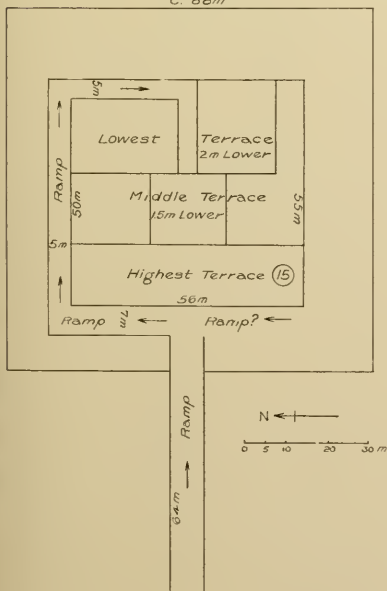 C. 88m
5m
Lowest
Terrace
2m Lower
Ramp
50m
Middle Terrace
1.5m Lower
55m
5m
Highest Terrace 15
56m
Ramp
7m
Ramp?
Ramp
N
0 5 10 20 30 m
64m